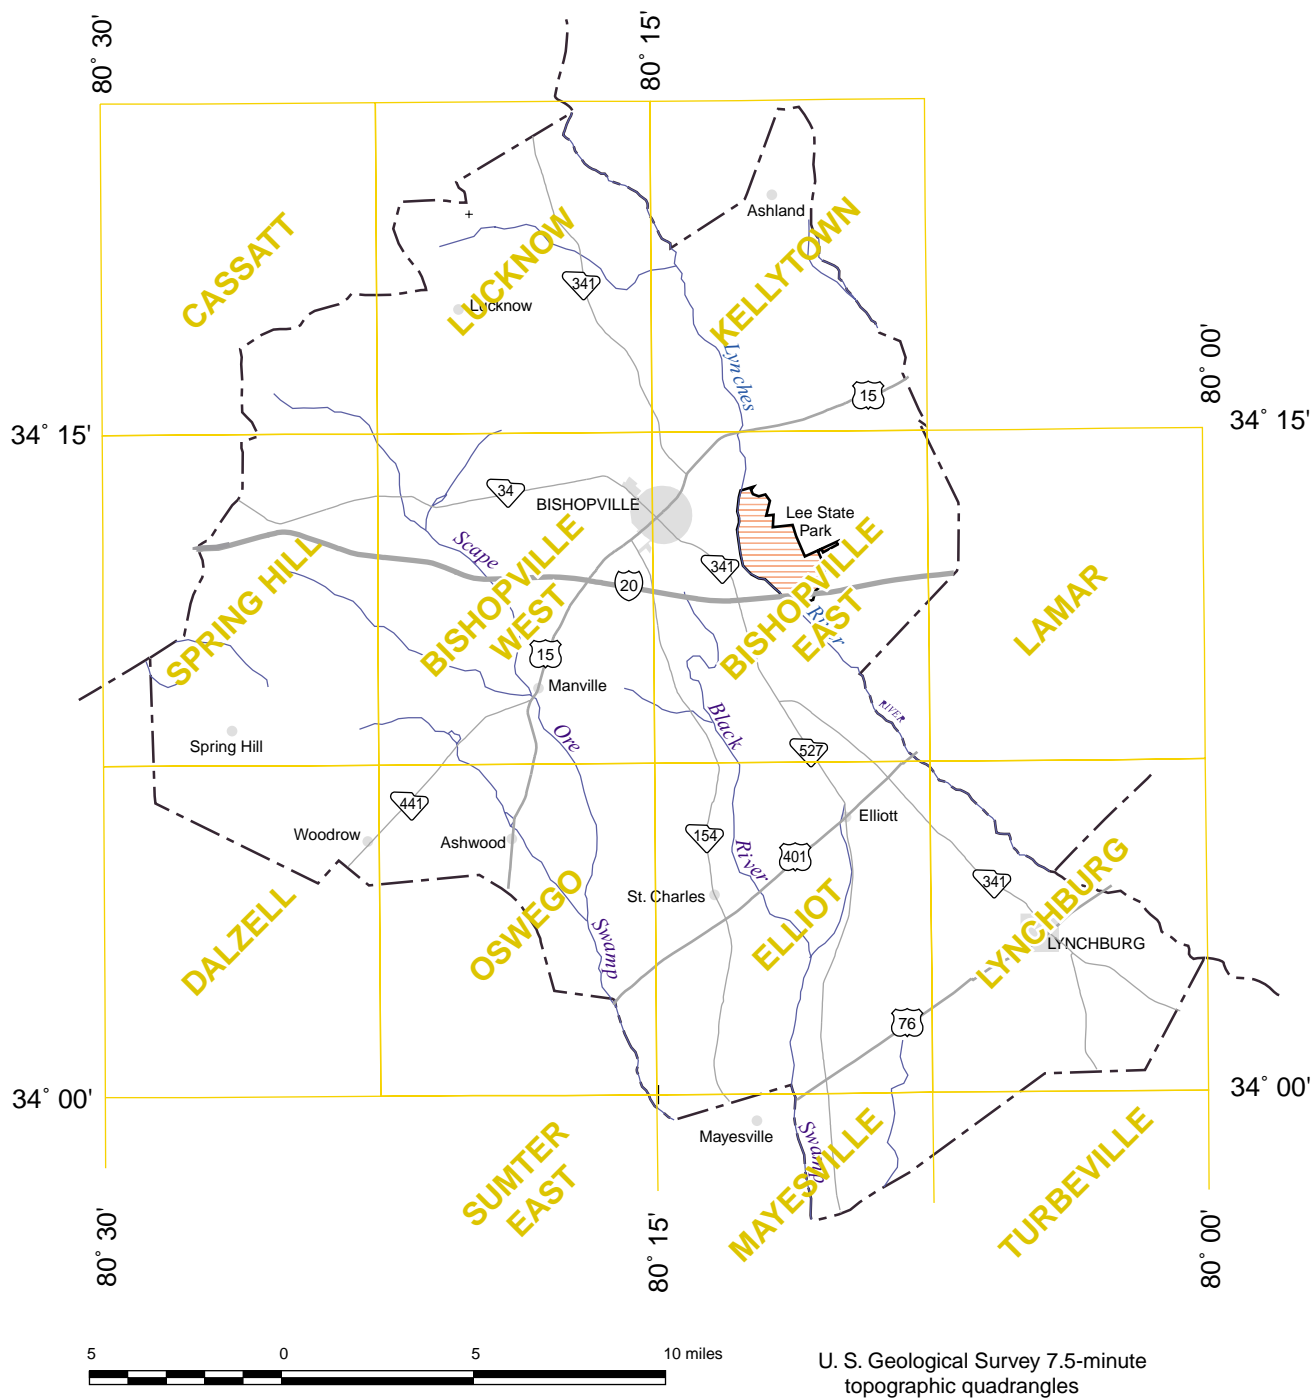 80° 30'
80° 15'
Ashland
CASSATT
LUCKNOW
KELLYTOWN
341
Lucknow
Lynches
80° 00'
15
34° 15'
34° 15'
34
BISHOPVILLE
Lee State
Park
Scape
341
20
SPRING HILL
BISHOPVILLE
WEST
BISHOPVILLE
EAST
River
LAMAR
15
Manville
Spring Hill
Ore
Black
RIVER
527
441
Woodrow
Ashwood
154
River
401
Elliott
341
St. Charles
DALZELL
OSWEGO
Swamp
ELLIOT
LYNCHBURG
LYNCHBURG
76
34° 00'
34° 00'
Mayesville
Swamp
SUMTER
EAST
MAYESVILLE
TURBEVILLE
80° 30'
80° 15'
80° 00'
5 0 5 10 miles
U. S. Geological Survey 7.5-minute
topographic quadrangles